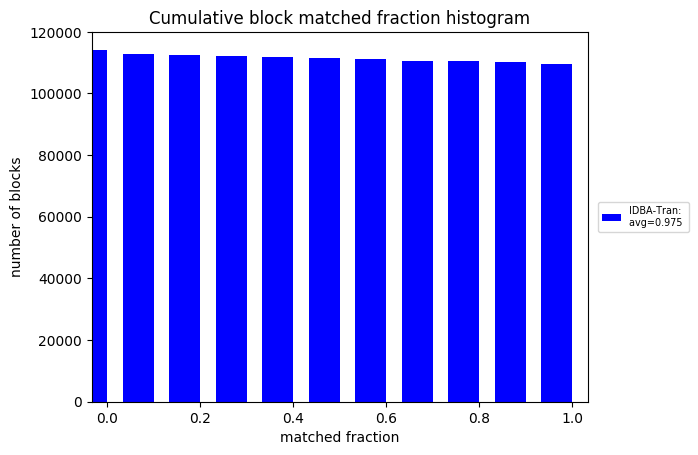 Cumulative block matched fraction histogram
120000
100000
80000
60000
40000
20000
0
number of blocks
0.0 0.2 0.4 0.6 0.8 1.0
matched fraction
IDBA-Tran:
avg=0.975